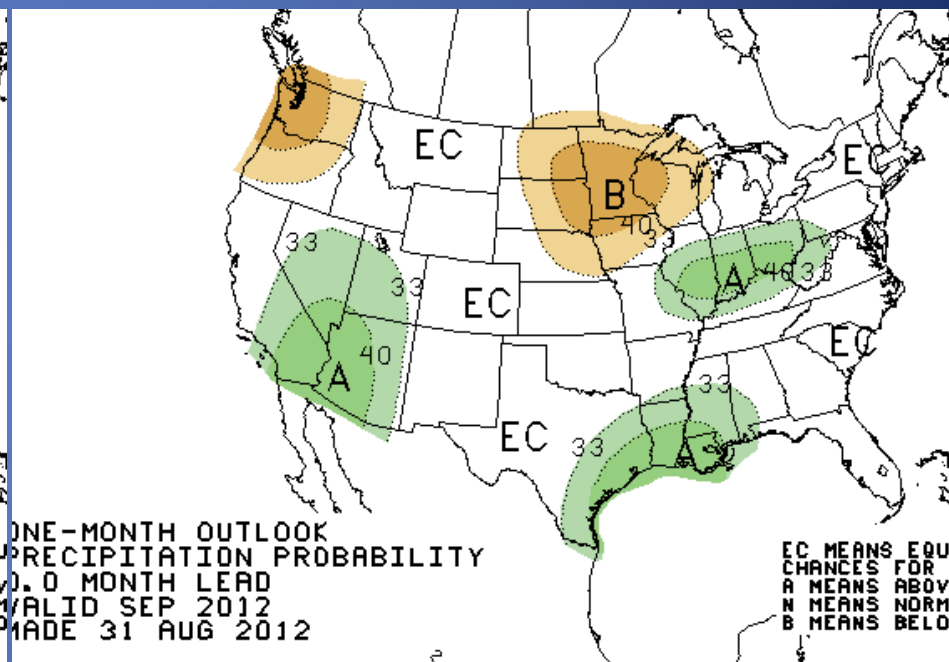 EC
EC
B
40
33
33
A
40 33
33
EC
40
A
EC
33
EC
33
A
ONE-MONTH OUTLOOK
PRECIPITATION PROBABILITY
0.0 MONTH LEAD
VALID SEP 2012
MADE 31 AUG 2012
EC MEANS EQU
CHANCES FOR
A MEANS ABOV
N MEANS NORM
B MEANS BELO